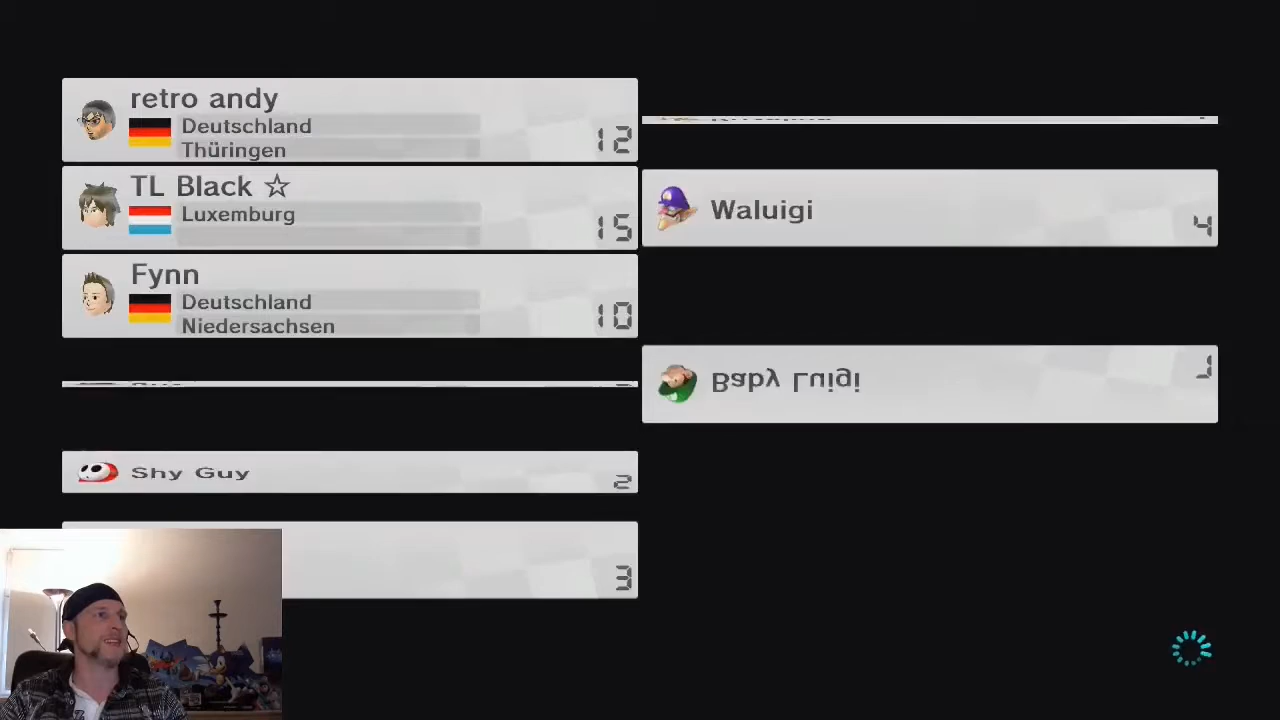 retro andy
Deutschland
Thüringen
12
TL Black ☆
Luxemburg
15
Fynn
Deutschland
Niedersachsen
10
Shy Guy
2
3
Waluigi
4
Baby Luigi